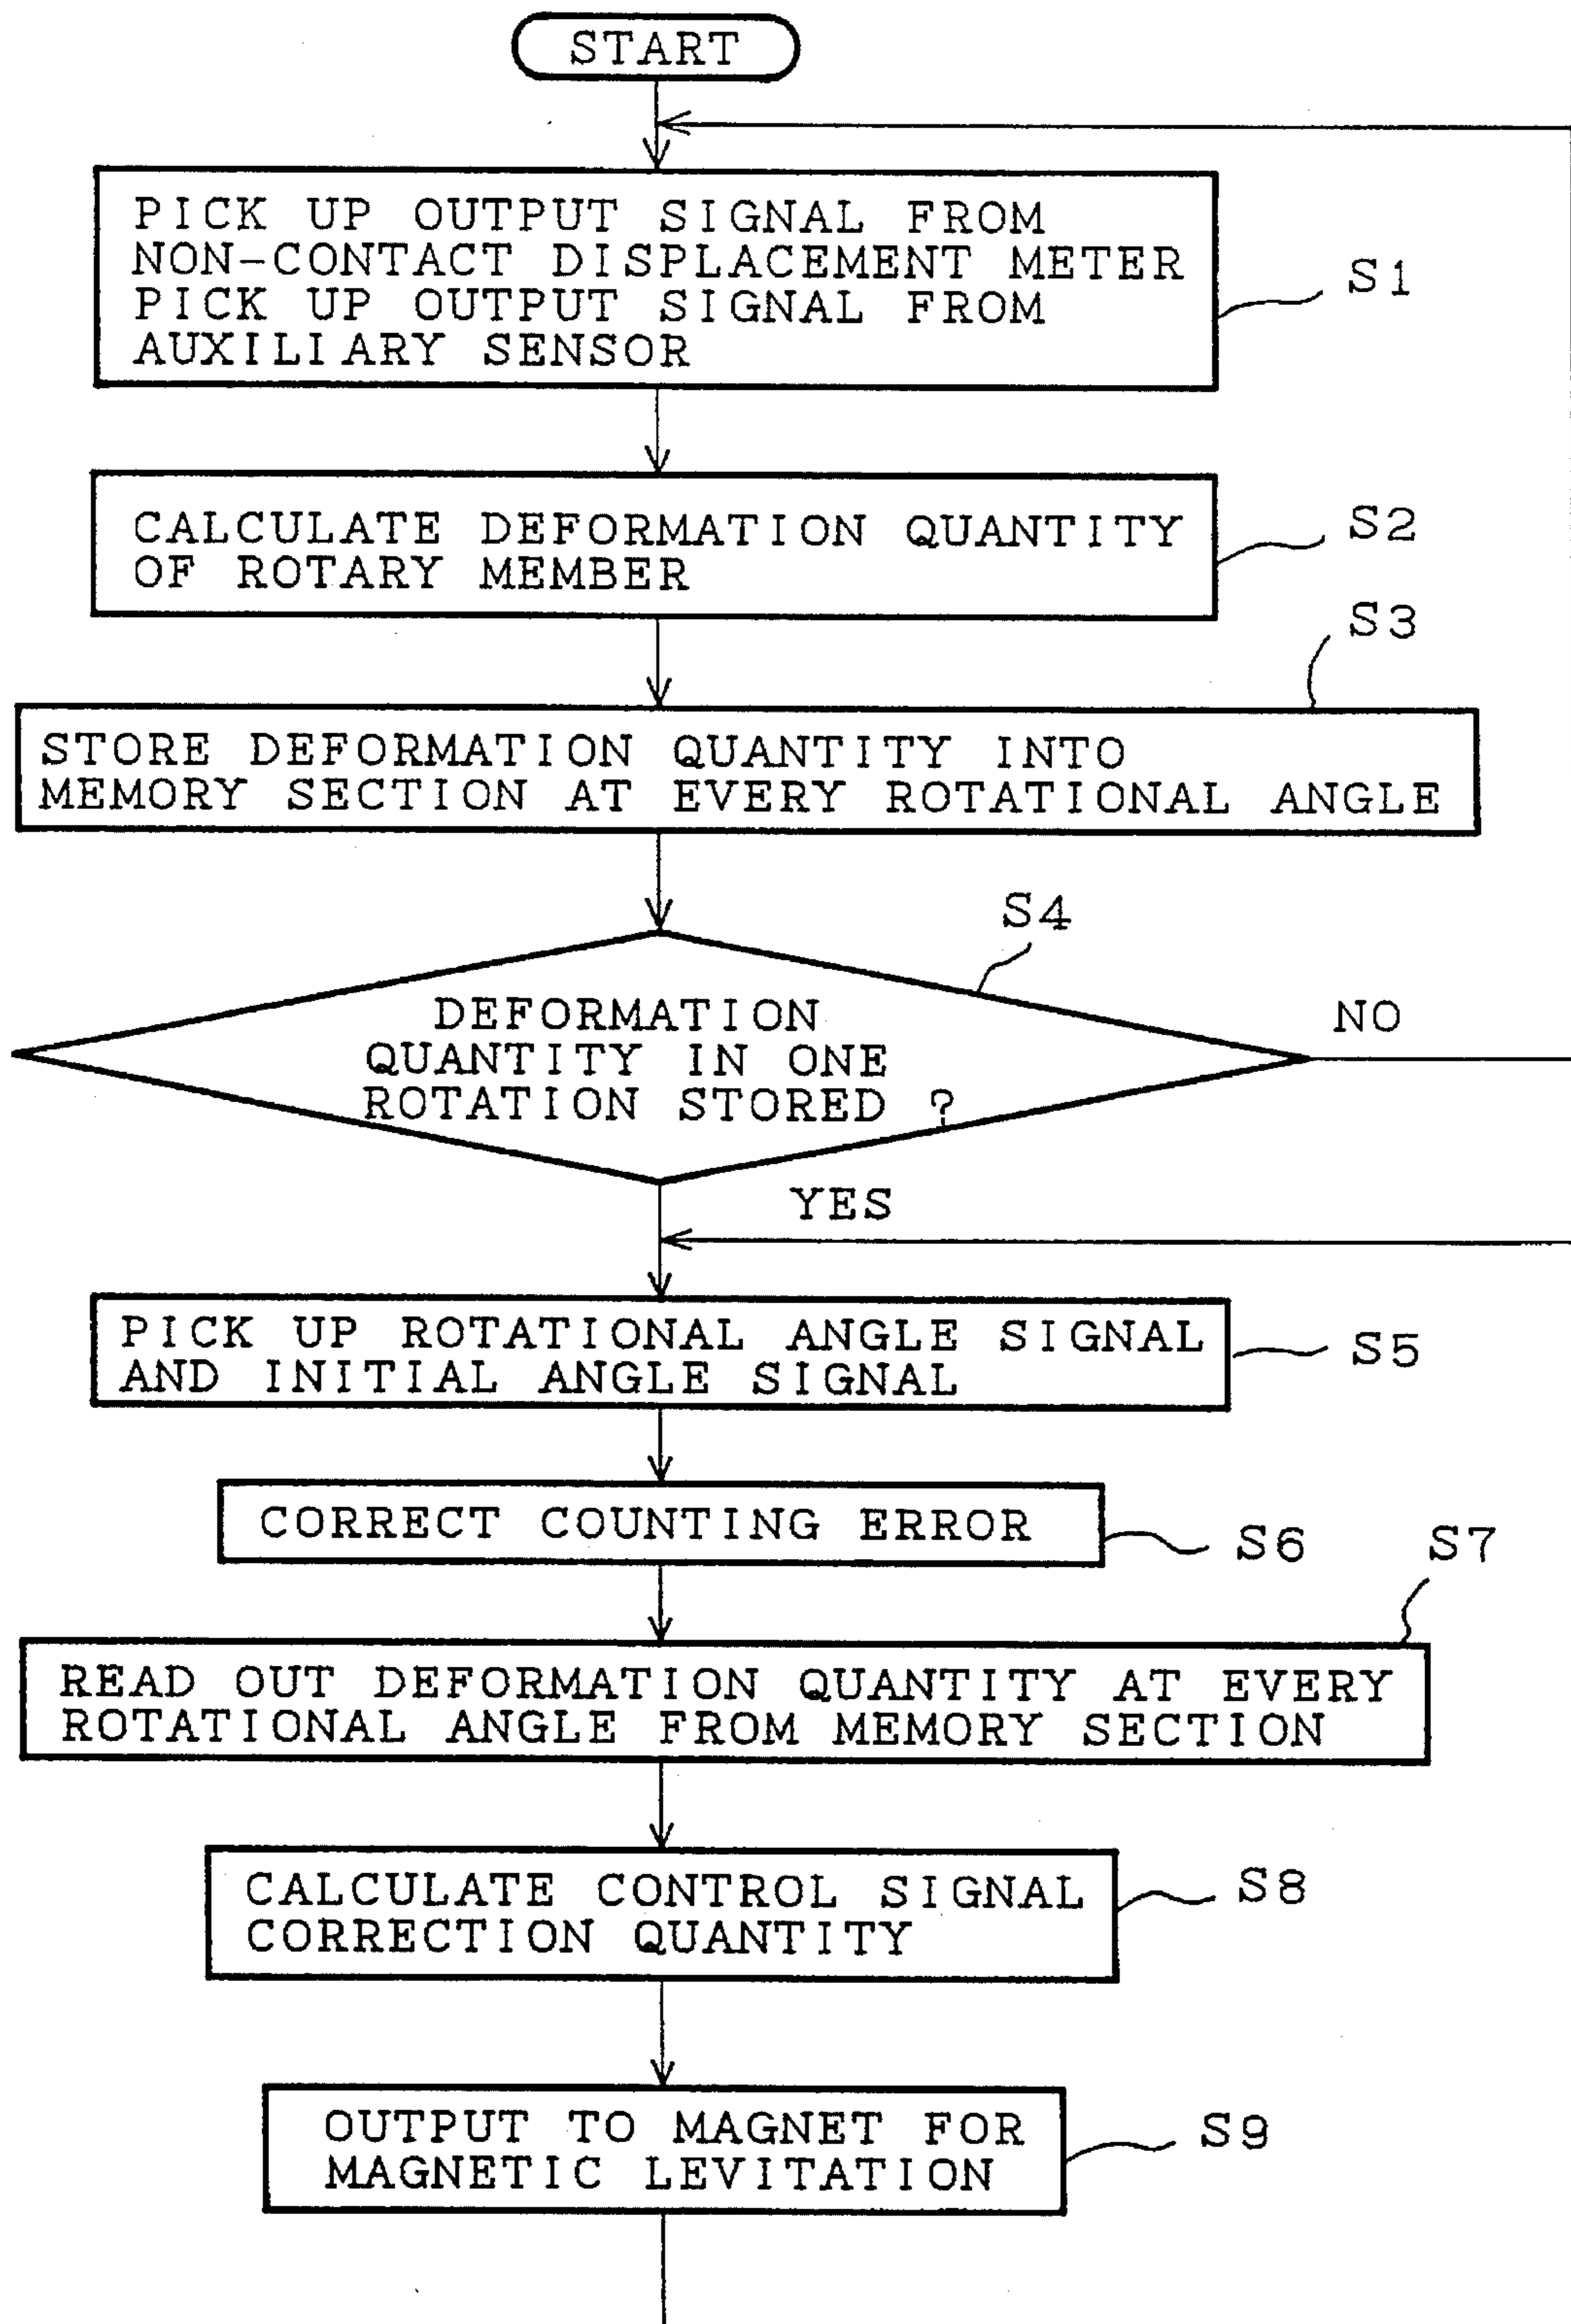 START
PICK UP OUTPUT SIGNAL FROM
NON-CONTACT DISPLACEMENT METER
PICK UP OUTPUT SIGNAL FROM
AUXILIARY SENSOR
S1
CALCULATE DEFORMATION QUANTITY
OF ROTARY MEMBER
S2
S3
STORE DEFORMATION QUANTITY INTO
MEMORY SECTION AT EVERY ROTATIONAL ANGLE
S4
DEFORMATION
QUANTITY IN ONE
ROTATION STORED ?
NO
YES
PICK UP ROTATIONAL ANGLE SIGNAL
AND INITIAL ANGLE SIGNAL
S5
CORRECT COUNTING ERROR
S6
S7
READ OUT DEFORMATION QUANTITY AT EVERY
ROTATIONAL ANGLE FROM MEMORY SECTION
CALCULATE CONTROL SIGNAL
CORRECTION QUANTITY
S8
OUTPUT TO MAGNET FOR
MAGNETIC LEVITATION
S9